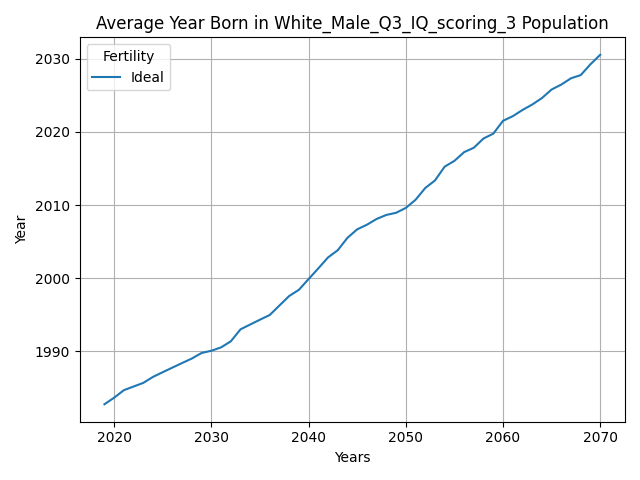 Average Year Born in White_Male_Q3_IQ_scoring_3 Population
Fertility
Ideal
2030
2020
2010
2000
1990
Year
2020 2030 2040 2050 2060 2070
Years